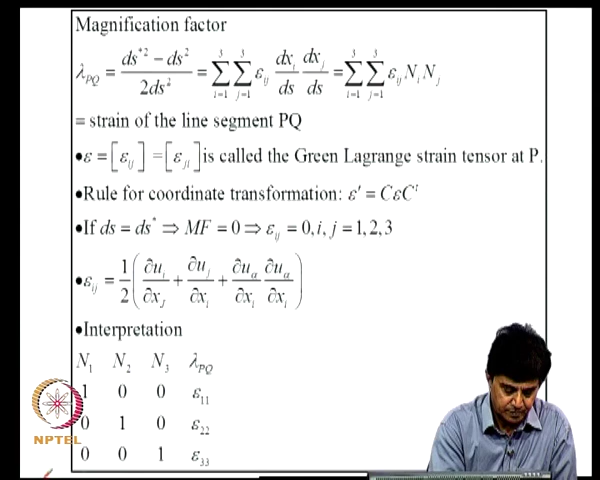 Magnification factor
λ_PQ = (ds*² − ds²) / 2ds² = Σ_{i=1}^{3} Σ_{j=1}^{3} ε_ij (dx_i/ds) (dx_j/ds) = Σ_{i=1}^{3} Σ_{j=1}^{3} ε_ij N_i N_j
= strain of the line segment PQ
•ε = [ε_ij] = [ε_ji] is called the Green Lagrange strain tensor at P.
•Rule for coordinate transformation: ε′ = CεC^t
•If ds = ds* ⇒ MF = 0 ⇒ ε_ij = 0, i, j = 1, 2, 3
•ε_ij = 1/2 (∂u_i/∂x_J + ∂u_j/∂x_i + ∂u_α/∂x_i ∂u_α/∂x_i)
•Interpretation
N_1 N_2 N_3 λ_PQ
1 0 0 ε_11
0 1 0 ε_22
0 0 1 ε_33
NPTEL